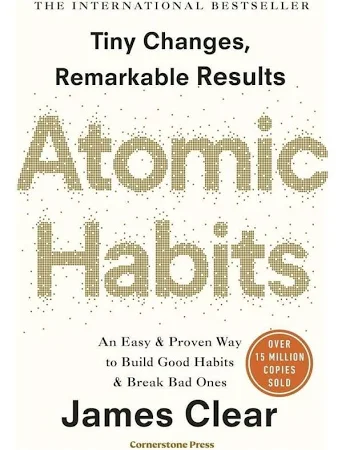 THE INTERNATIONAL BESTSELLER
Tiny Changes,
Remarkable Results
Atomic
Habits
An Easy & Proven Way
to Build Good Habits
& Break Bad Ones
OVER
15 MILLION
COPIES
SOLD
James Clear
Cornerstone Press